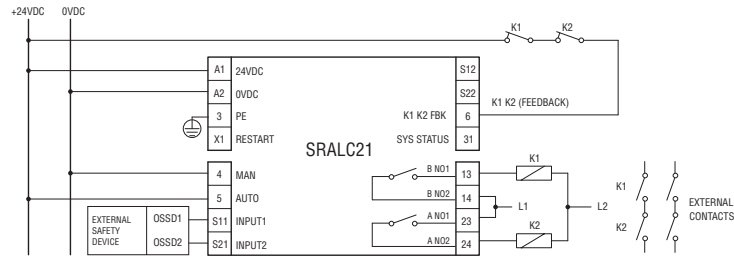 +24VDC 0VDC
K1 K2
A1 24VDC S12
A2 0VDC S22
K1 K2 (FEEDBACK)
3 PE K1 K2 FBK 6
X1 RESTART SYS STATUS 31
SRALC21
4 MAN B NO1 13 K1
5 AUTO B NO2 14 L1 L2
EXTERNAL SAFETY DEVICE OSSD1 S11 INPUT1 A NO1 23
OSSD2 S21 INPUT2 A NO2 24 K2
K1
K2
EXTERNAL
CONTACTS